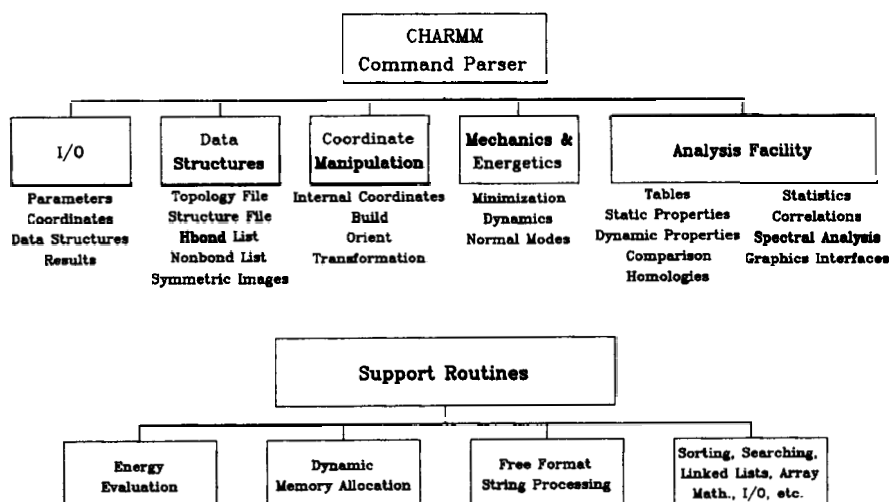 CHARMM
Command Parser
I/O
Parameters
Coordinates
Data Structures
Results
Data
Structures
Topology File
Structure File
Hbond List
Nonbond List
Symmetric Images
Coordinate
Manipulation
Internal Coordinates
Build
Orient
Transformation
Mechanics &
Energetics
Minimization
Dynamics
Normal Modes
Analysis Facility
Tables
Static Properties
Dynamic Properties
Comparison
Homologies
Statistics
Correlations
Spectral Analysis
Graphics Interfaces
Support Routines
Energy
Evaluation
Dynamic
Memory Allocation
Free Format
String Processing
Sorting, Searching,
Linked Lists, Array
Math., I/O, etc.